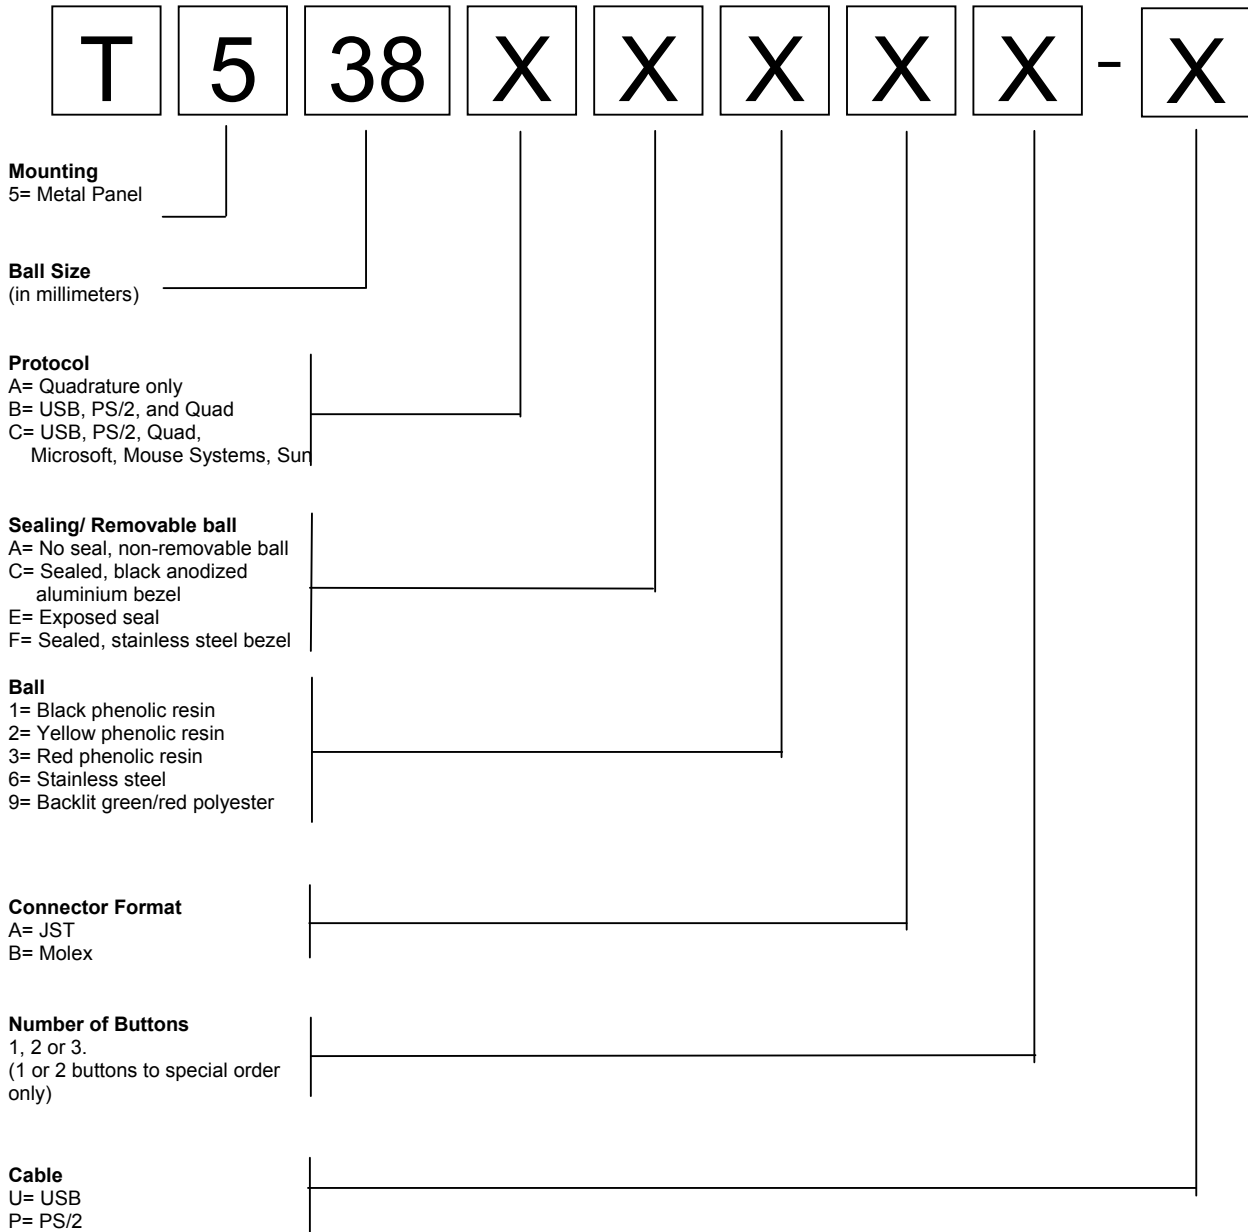 T 5 38 X X X X X - X
Mounting
5= Metal Panel
Ball Size
(in millimeters)
Protocol
A= Quadrature only
B= USB, PS/2, and Quad
C= USB, PS/2, Quad,
Microsoft, Mouse Systems, Sun
Sealing/ Removable ball
A= No seal, non-removable ball
C= Sealed, black anodized
aluminium bezel
E= Exposed seal
F= Sealed, stainless steel bezel
Ball
1= Black phenolic resin
2= Yellow phenolic resin
3= Red phenolic resin
6= Stainless steel
9= Backlit green/red polyester
Connector Format
A= JST
B= Molex
Number of Buttons
1, 2 or 3.
(1 or 2 buttons to special order
only)
Cable
U= USB
P= PS/2